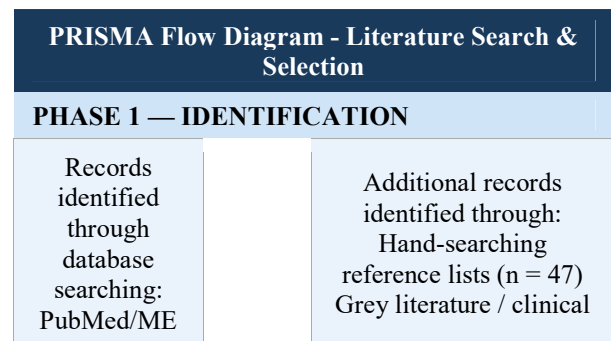 PRISMA Flow Diagram - Literature Search &
Selection
PHASE 1 — IDENTIFICATION
Records
identified
through
database
searching:
PubMed/ME
Additional records
identified through:
Hand-searching
reference lists (n = 47)
Grey literature / clinical